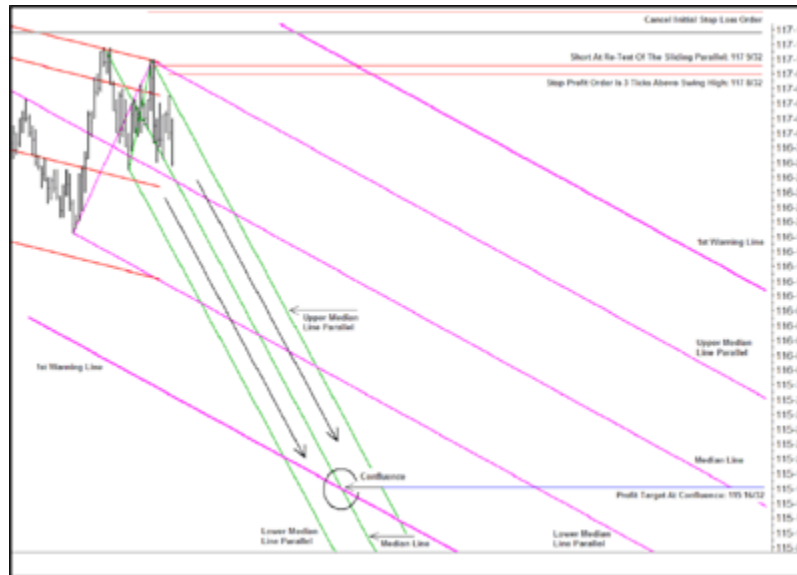 Cancel Initial Stop Loss Order
Short At Re-Test Of The Sliding Parallel: 117 9/32
Stop Profit Order Is 3 Ticks Above Swing High: 117 8/32
1st Warning Line
Upper Median
Line Parallel
Upper Median
Line Parallel
1st Warning Line
Median Line
Confluence
Profit Target At Confluence: 115 16/32
Lower Median
Line Parallel
Median Line
Lower Median
Line Parallel